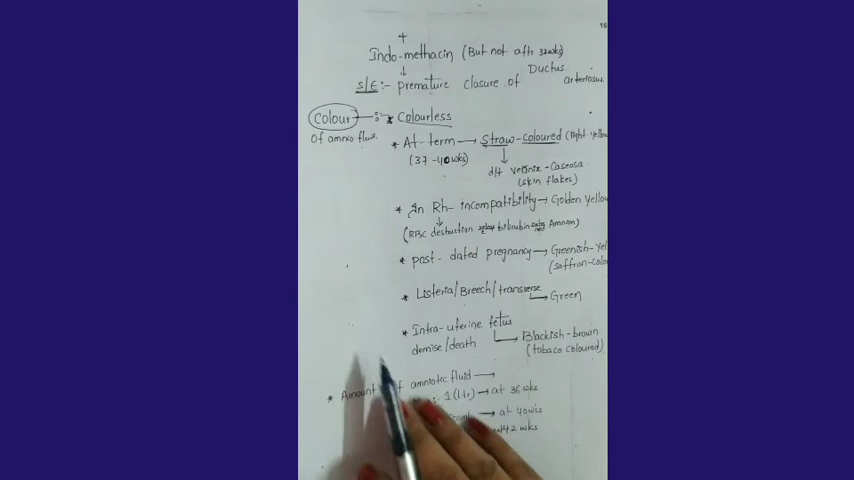 16
+
Indo-methacin (But not aftr 32wks)
↓
S/E:- premature closure of Ductus
arteriosus
Colour → * Colourless
Of amnio fluid.
* At-term → Straw-coloured (light-yellow
(37-40wks)
d/t vernix-caseosa
(skin flakes)
* In Rh-incompatibility → Golden Yellow
(RBC destruction bilirubin Amnion)
* post-dated pregnancy → Greenish-yel
(saffron-colou
* Listeria/Breech/transverse
→ Green
* Intra-uterine fetus
demise/death → Blackish-brown
(tobaco coloured)
* Amount of amniotic fluid →
1 (Ltr) → at 36 wks
→ at 40wks
42 wks